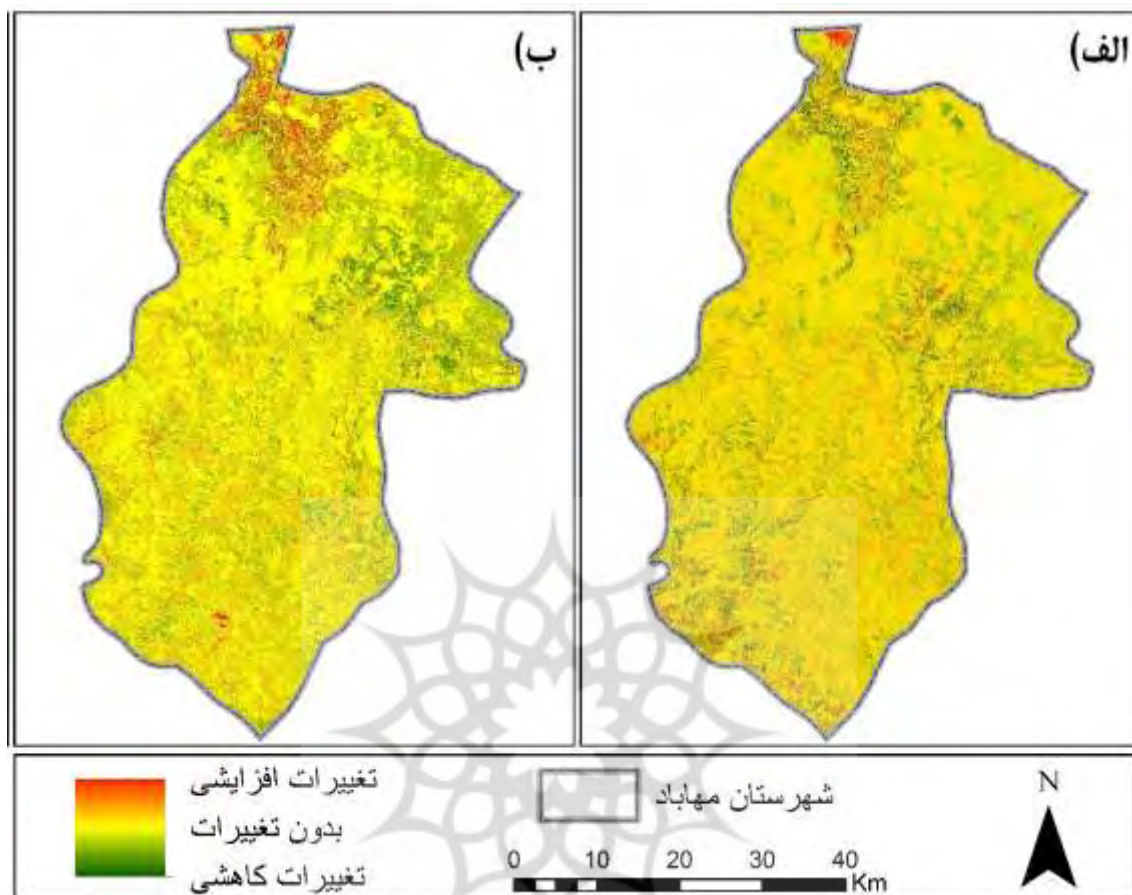 الف)
ب)
تغییرات افزایشی
بدون تغییرات
تغییرات کاهشی
شهرستان مهاباد
0 10 20 30 40
Km
N